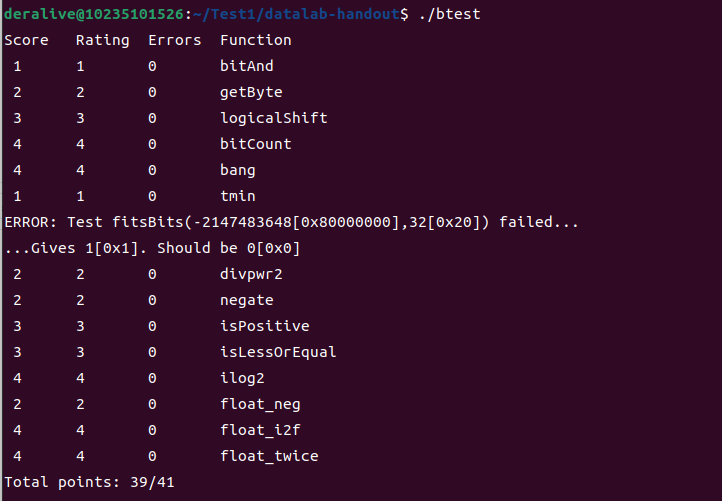 deralive@10235101526:~/Test1/datalab-handout$ ./btest
Score Rating Errors Function
1 1 0 bitAnd
2 2 0 getByte
3 3 0 logicalShift
4 4 0 bitCount
4 4 0 bang
1 1 0 tmin
ERROR: Test fitsBits(-2147483648[0x80000000],32[0x20]) failed...
...Gives 1[0x1]. Should be 0[0x0]
2 2 0 divpwr2
2 2 0 negate
3 3 0 isPositive
3 3 0 isLessOrEqual
4 4 0 ilog2
2 2 0 float_neg
4 4 0 float_i2f
4 4 0 float_twice
Total points: 39/41